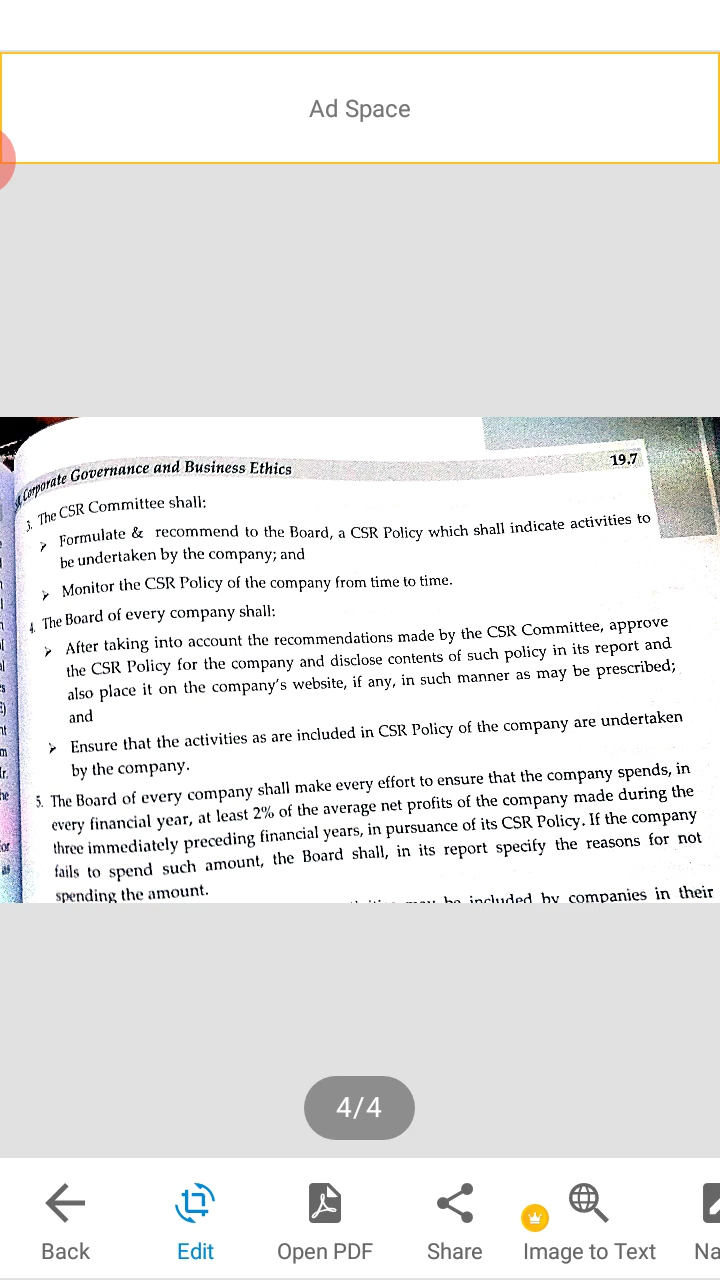 Ad Space
Corporate Governance and Business Ethics
19.7
3. The CSR Committee shall:
➢ Formulate & recommend to the Board, a CSR Policy which shall indicate activities to
be undertaken by the company; and
➢ Monitor the CSR Policy of the company from time to time.
4. The Board of every company shall:
➢ After taking into account the recommendations made by the CSR Committee, approve
the CSR Policy for the company and disclose contents of such policy in its report and
also place it on the company's website, if any, in such manner as may be prescribed;
and
➢ Ensure that the activities as are included in CSR Policy of the company are undertaken
by the company.
5. The Board of every company shall make every effort to ensure that the company spends, in
every financial year, at least 2% of the average net profits of the company made during the
three immediately preceding financial years, in pursuance of its CSR Policy. If the company
fails to spend such amount, the Board shall, in its report specify the reasons for not
spending the amount.
may be included by companies in their
4/4
Back
Edit
Open PDF
Share
Image to Text
Na